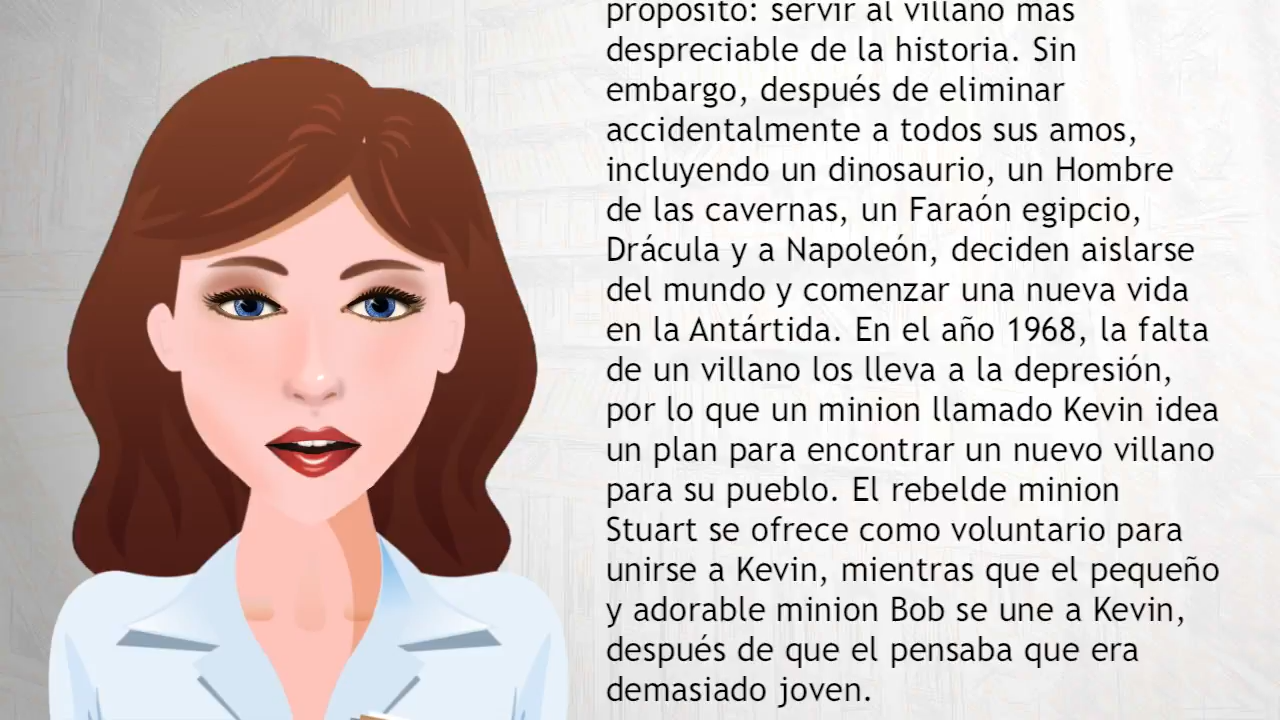 propósito: servir al villano más
despreciable de la historia. Sin
embargo, después de eliminar
accidentalmente a todos sus amos,
incluyendo un dinosaurio, un Hombre
de las cavernas, un Faraón egipcio,
Drácula y a Napoleón, deciden aislarse
del mundo y comenzar una nueva vida
en la Antártida. En el año 1968, la falta
de un villano los lleva a la depresión,
por lo que un minion llamado Kevin idea
un plan para encontrar un nuevo villano
para su pueblo. El rebelde minion
Stuart se ofrece como voluntario para
unirse a Kevin, mientras que el pequeño
y adorable minion Bob se une a Kevin,
después de que el pensaba que era
demasiado joven.